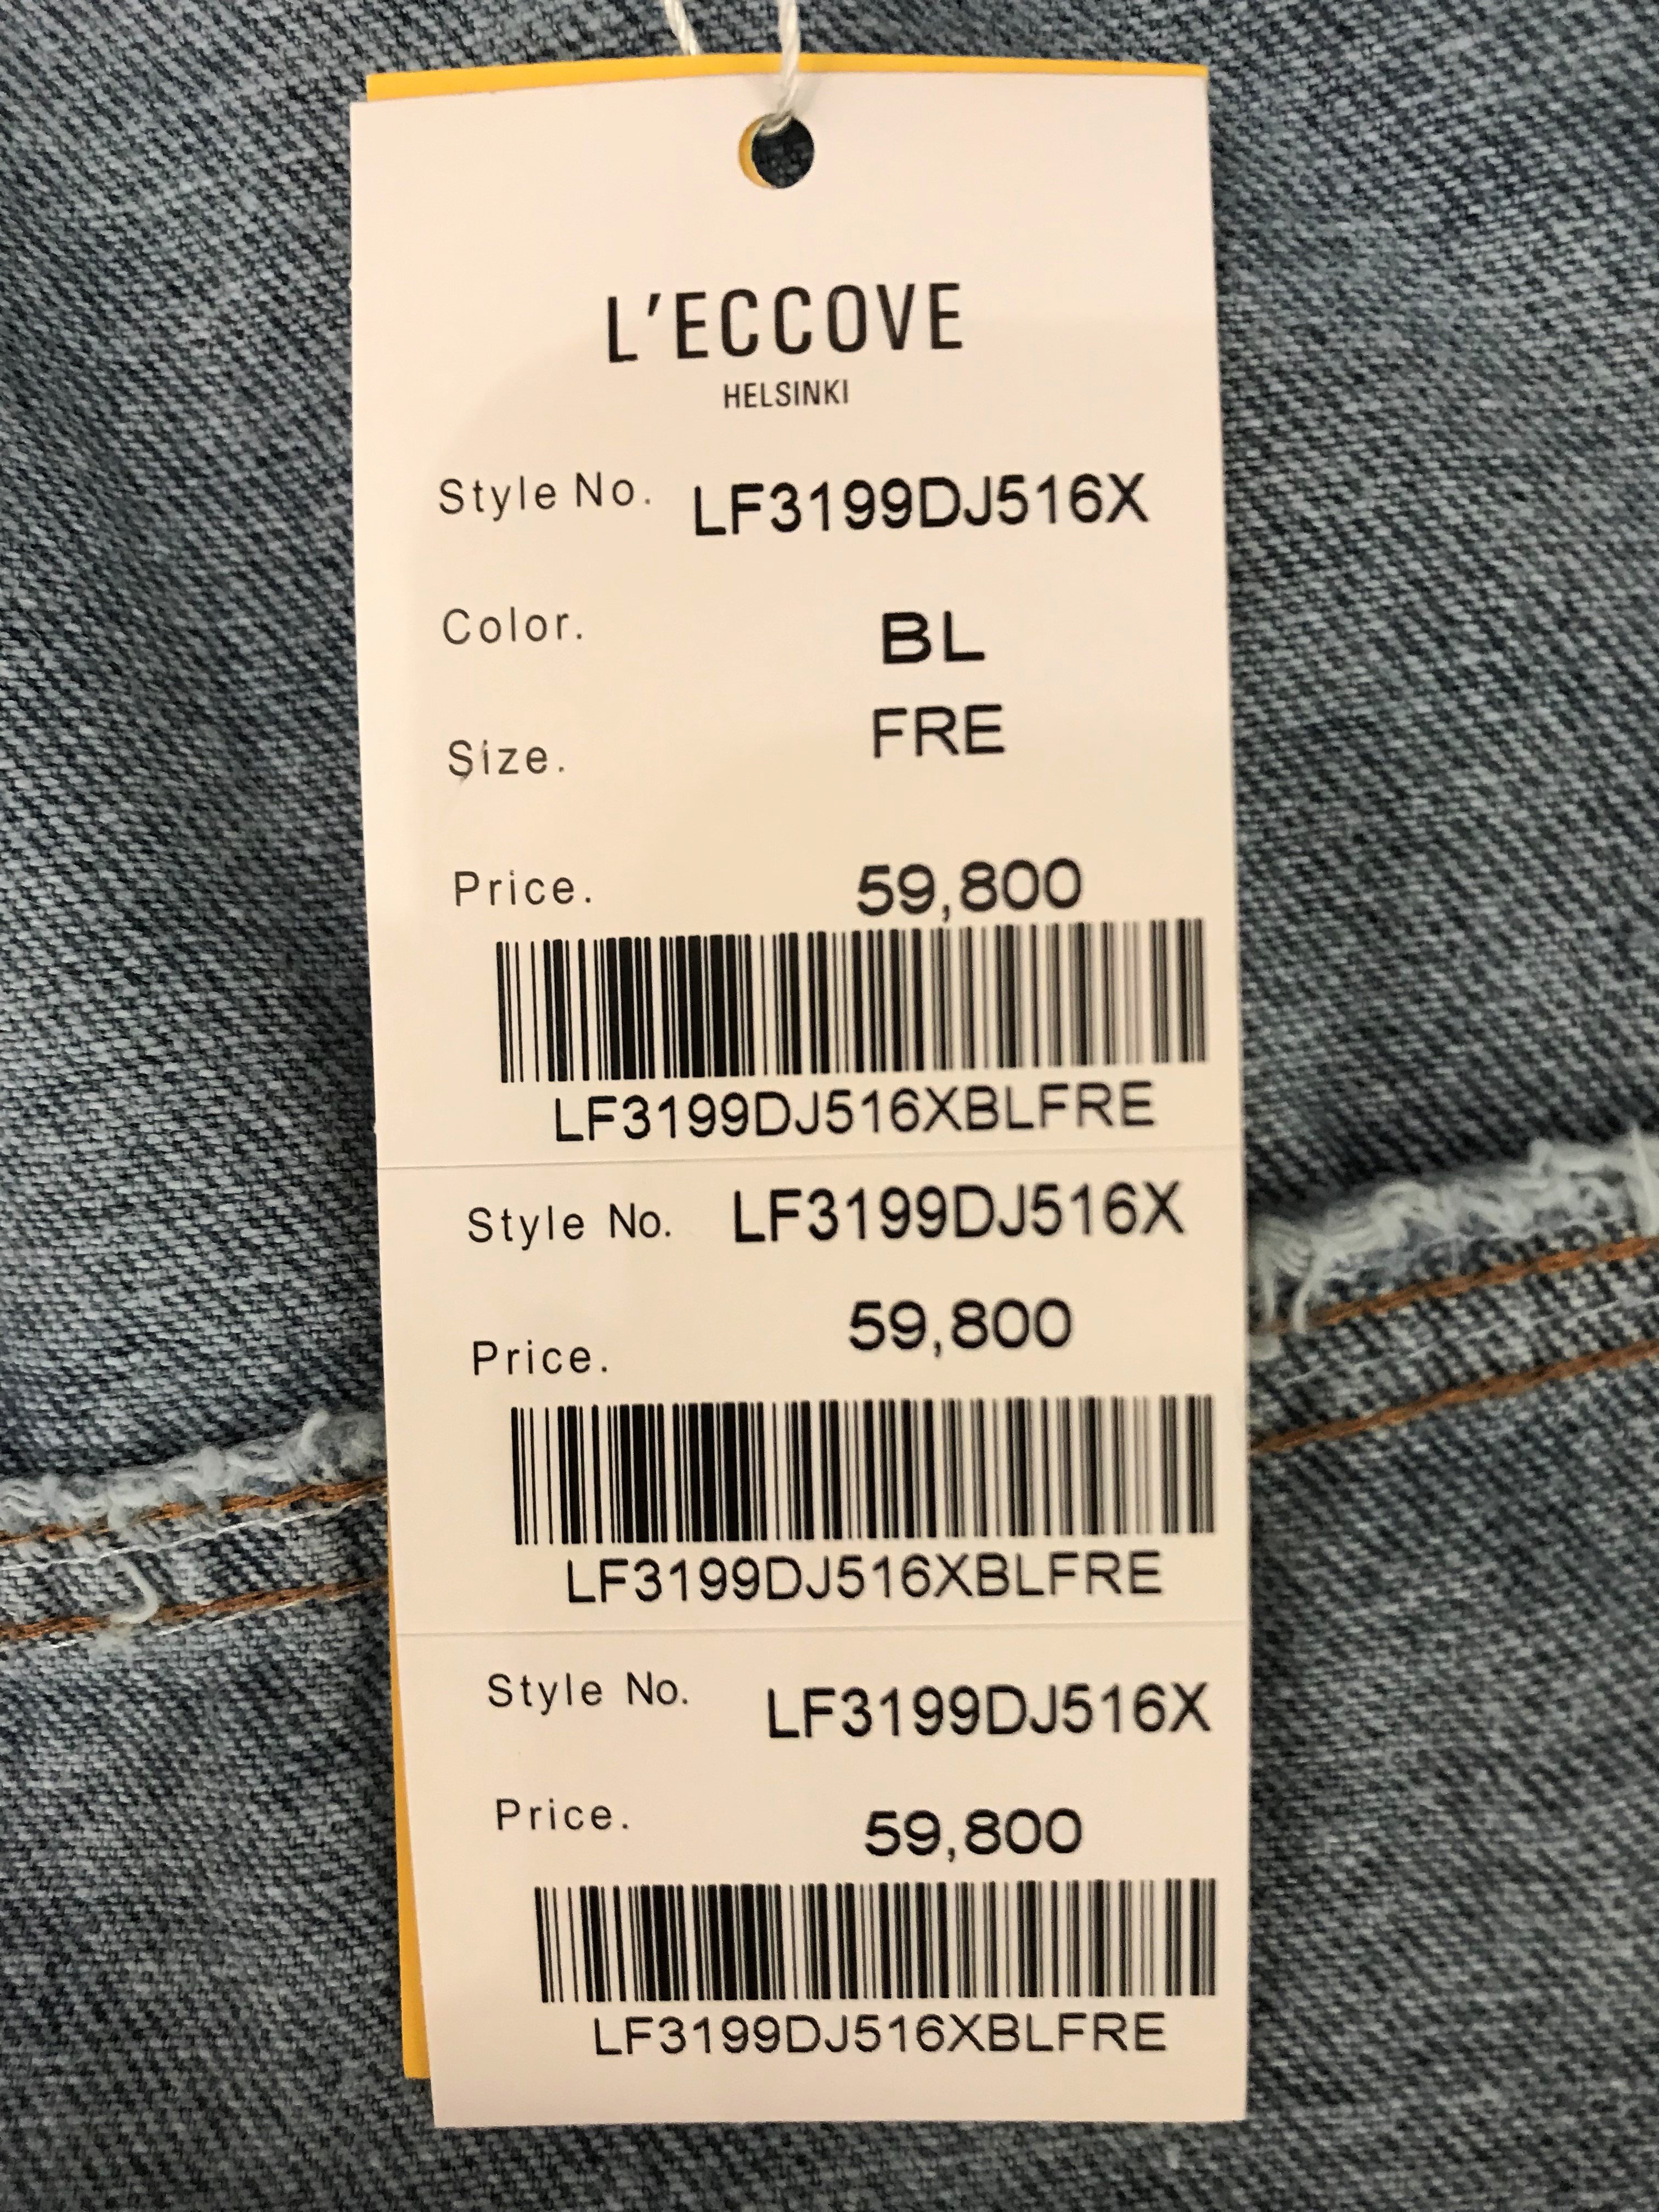 L'ECCOVE
HELSINKI
Style No. LF3199DJ516X
Color. BL
Size. FRE
Price. 59,800
LF3199DJ516XBLFRE
Style No. LF3199DJ516X
Price. 59,800
LF3199DJ516XBLFRE
Style No. LF3199DJ516X
Price. 59,800
LF3199DJ516XBLFRE